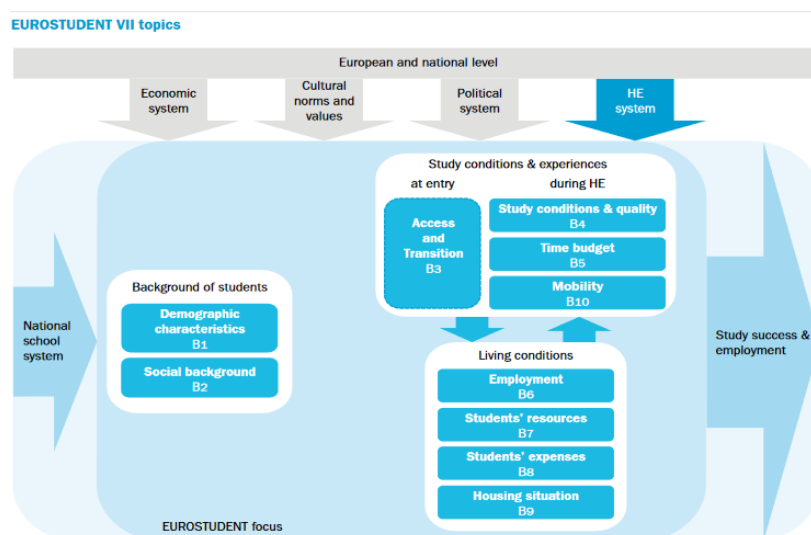 EUROSTUDENT VII topics
European and national level
Economic
system
Cultural
norms and
values
Political
system
HE
system
Study conditions & experiences
at entry
during HE
Access
and
Transition
B3
Study conditions & quality
B4
Time budget
B5
Mobility
B10
Background of students
Demographic
characteristics
B1
Social background
B2
National
school
system
Study success &
employment
Living conditions
Employment
B6
Students' resources
B7
Students' expenses
B8
Housing situation
B9
EUROSTUDENT focus